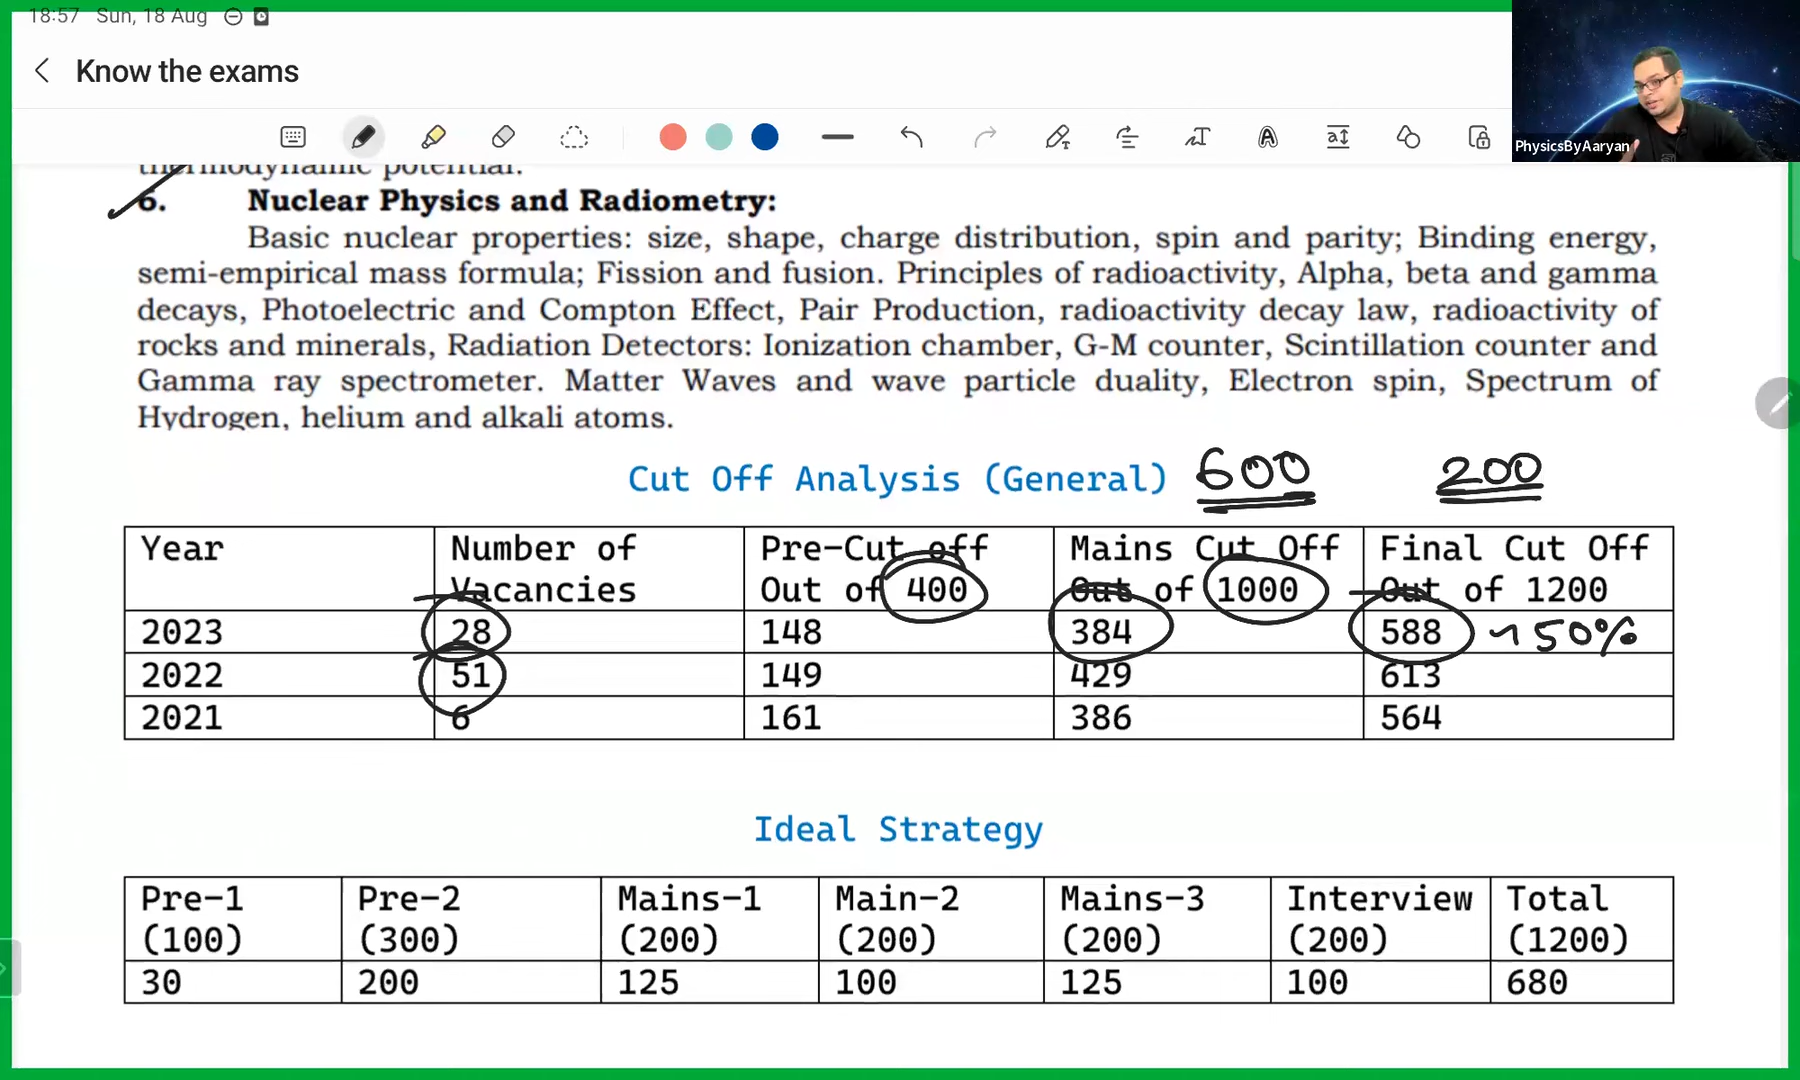 18:57 Sun, 18 Aug
Know the exams
PhysicsByAaryan
thermodynamic potential.
6. Nuclear Physics and Radiometry:
Basic nuclear properties: size, shape, charge distribution, spin and parity; Binding energy,
semi-empirical mass formula; Fission and fusion. Principles of radioactivity, Alpha, beta and gamma
decays, Photoelectric and Compton Effect, Pair Production, radioactivity decay law, radioactivity of
rocks and minerals, Radiation Detectors: Ionization chamber, G-M counter, Scintillation counter and
Gamma ray spectrometer. Matter Waves and wave particle duality, Electron spin, Spectrum of
Hydrogen, helium and alkali atoms.
Cut Off Analysis (General) 600 200
Year Number of Vacancies Pre-Cut off Out of 400 Mains Cut Off Out of 1000 Final Cut Off Out of 1200
2023 28 148 384 588 ~50%
2022 51 149 429 613
2021 6 161 386 564
Ideal Strategy
Pre-1 (100) Pre-2 (300) Mains-1 (200) Main-2 (200) Mains-3 (200) Interview (200) Total (1200)
30 200 125 100 125 100 680